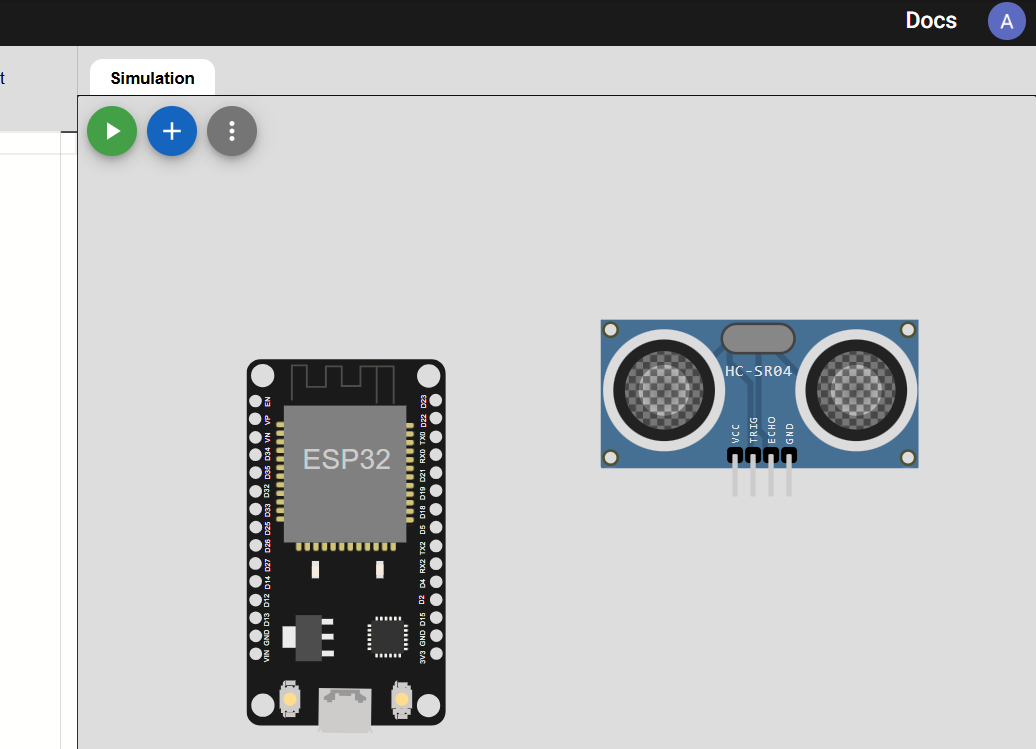 Docs
A
t
Simulation
HC-SR04
VCC
TRIG
ECHO
GND
ESP32
EN
VP
VN
D34
D35
D32
D33
D25
D26
D27
D14
D12
D13
GND
VIN
D23
D22
TX0
RX0
D21
D19
D18
D5
TX2
RX2
D4
D2
D15
GND
3V3